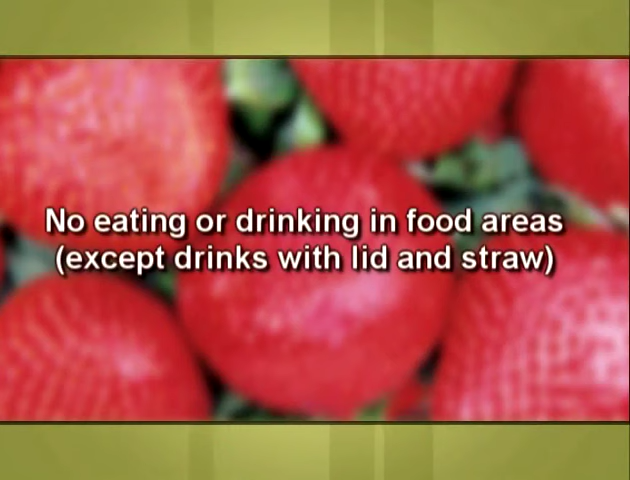 No eating or drinking in food areas
(except drinks with lid and straw)